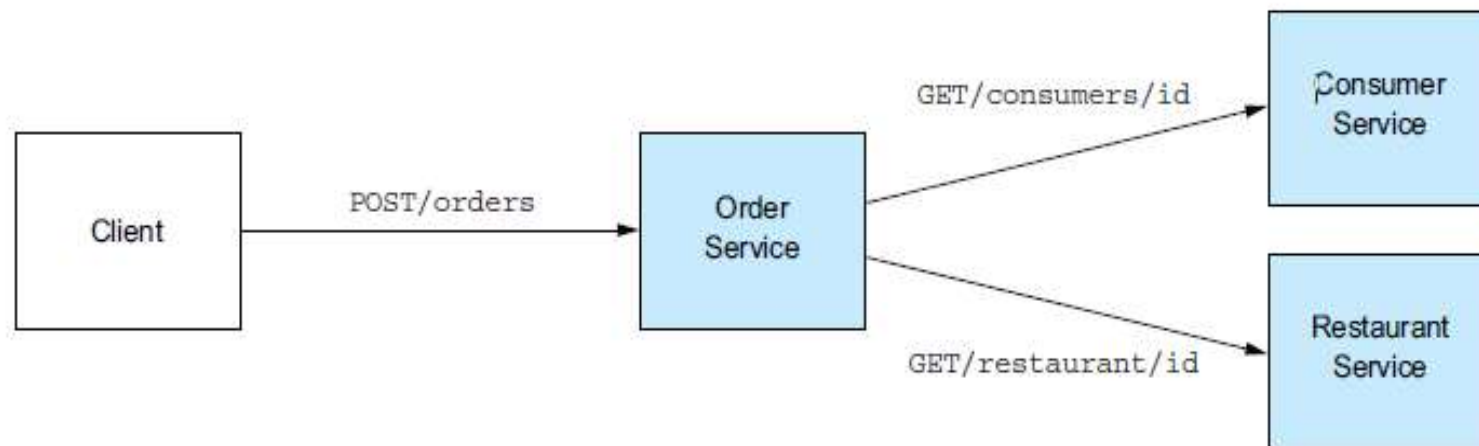 Client
POST/orders
Order
Service
GET/consumers/id
Consumer
Service
GET/restaurant/id
Restaurant
Service